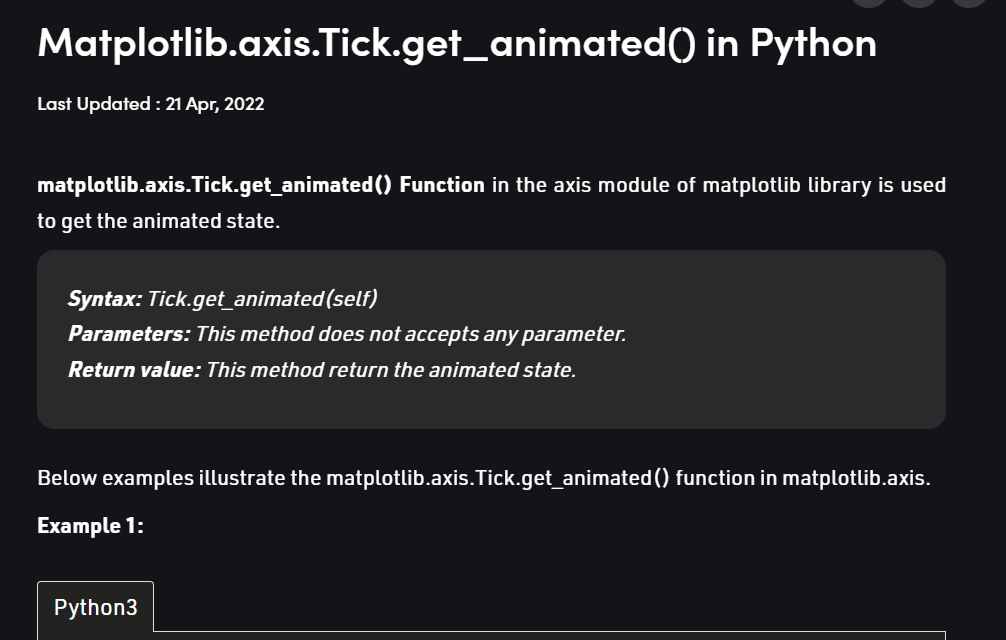 Matplotlib.axis.Tick.get_animated() in Python
Last Updated : 21 Apr, 2022
matplotlib.axis.Tick.get_animated() Function in the axis module of matplotlib library is used
to get the animated state.
Syntax: Tick.get_animated(self)
Parameters: This method does not accepts any parameter.
Return value: This method return the animated state.
Below examples illustrate the matplotlib.axis.Tick.get_animated() function in matplotlib.axis.
Example 1:
Python3